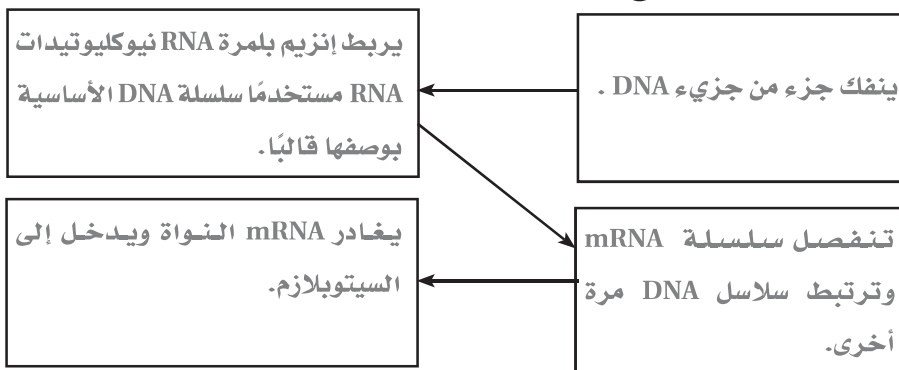 ينفك جزء من جزيء DNA .
يربط إنزيم بلمرة RNA نيوكليوتيدات
RNA مستخدمًا سلسلة DNA الأساسية
بوصفها قالبًا.
تنفصل سلسلة mRNA
وترتبط سلاسل DNA مرة
أخرى.
يغادر mRNA النواة ويدخل إلى
السيتوبلازم.